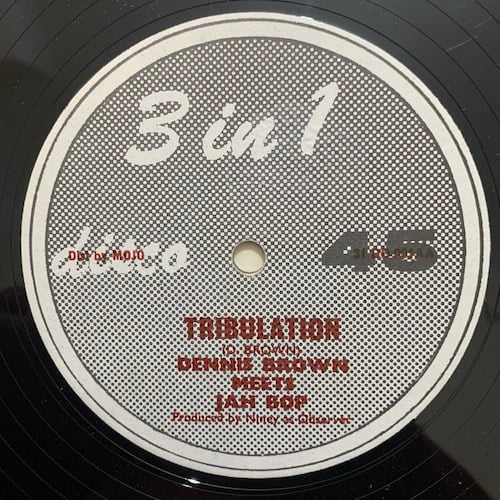 3 in 1
disco 45
Dist by MOJO
TRIBULATION
(D. BROWN)
DENNIS BROWN
MEETS
JAH BOP
Produced by Niney as Observer